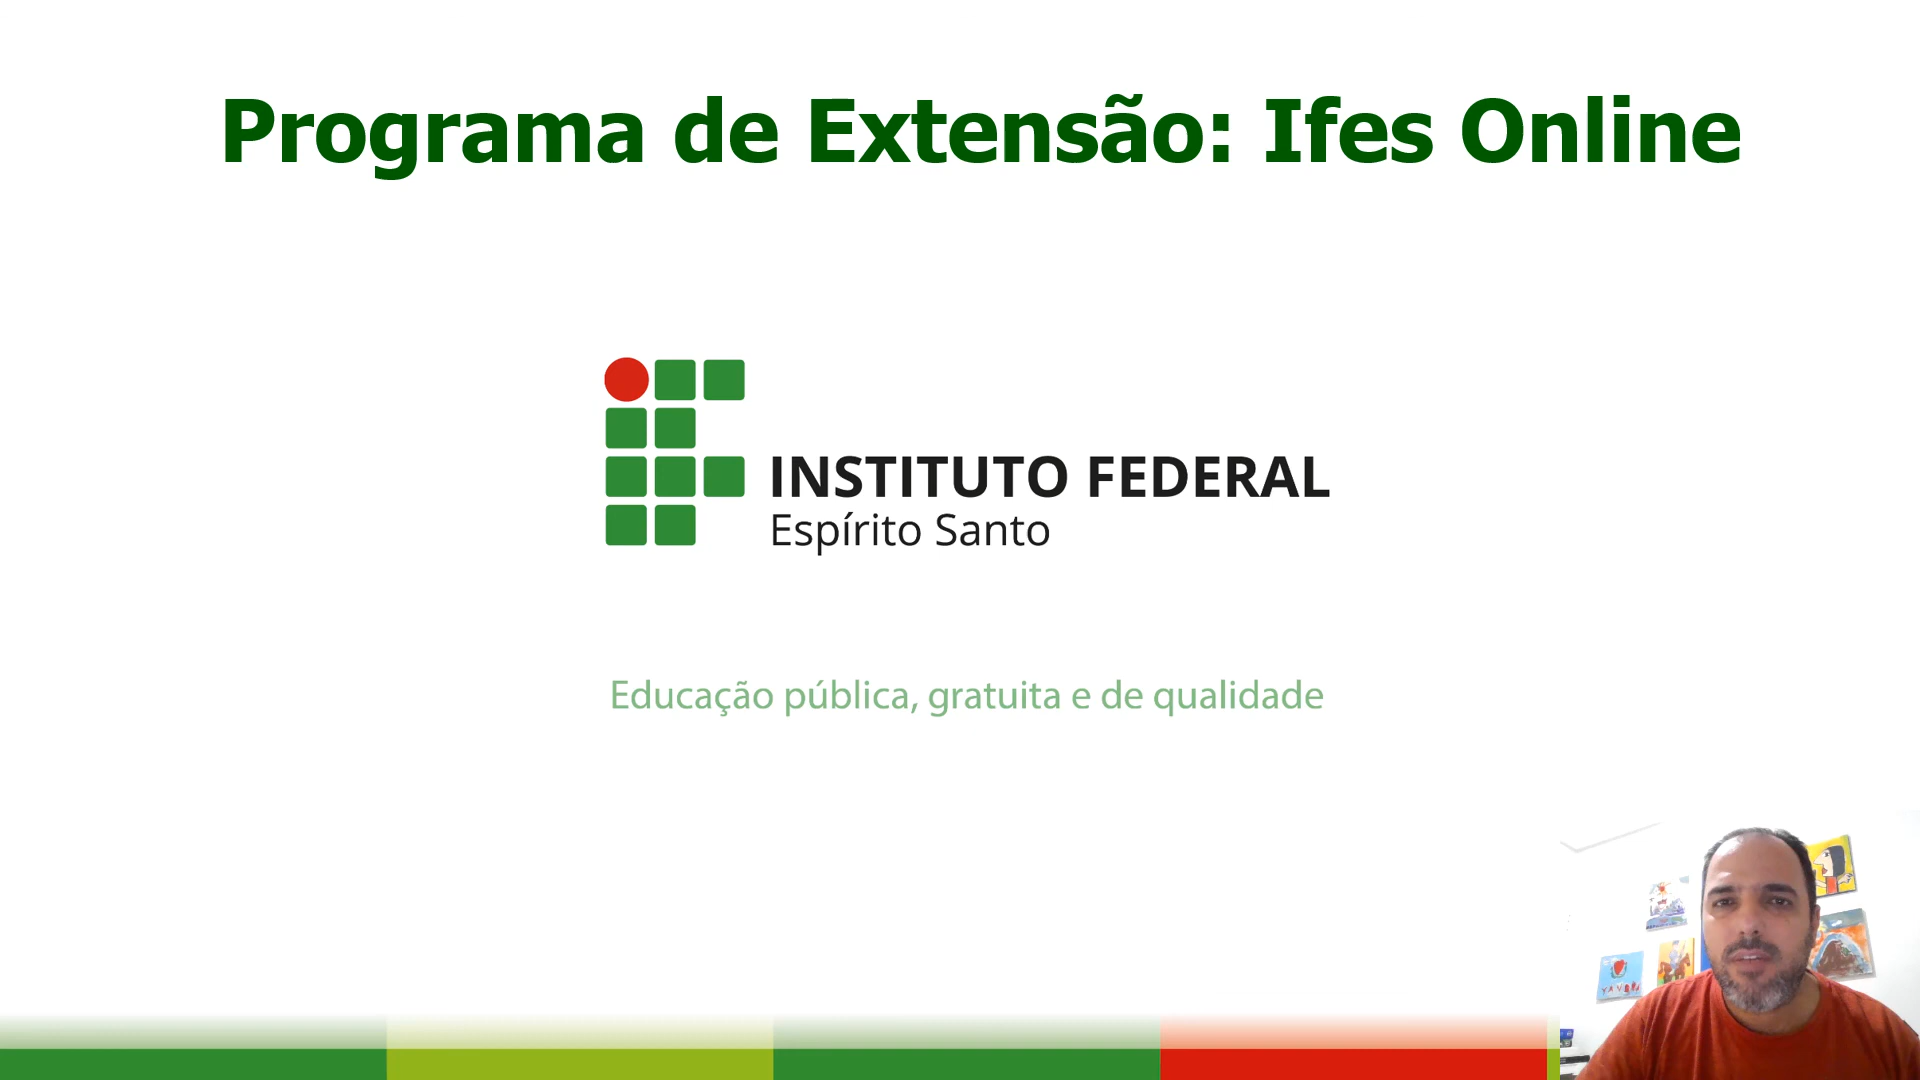 Programa de Extensão: Ifes Online
INSTITUTO FEDERAL
Espírito Santo
Educação pública, gratuita e de qualidade